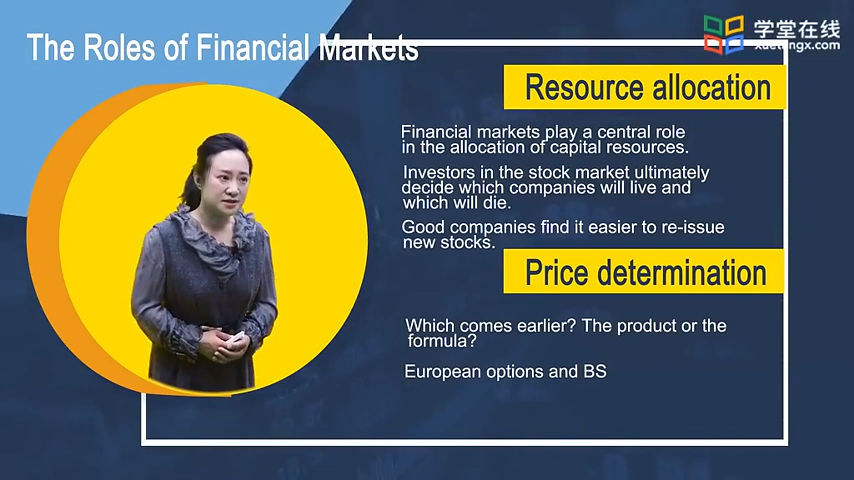 The Roles of Financial Markets
学堂在线
xuetangx.com
Resource allocation
Financial markets play a central role
in the allocation of capital resources.
Investors in the stock market ultimately
decide which companies will live and
which will die.
Good companies find it easier to re-issue
new stocks.
Price determination
Which comes earlier? The product or the
formula?
European options and BS